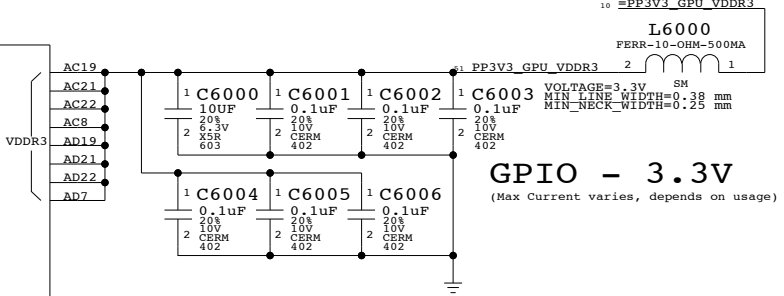 10 =PP3V3_GPU_VDDR3
L6000
FERR-10-OHM-500MA
2 1
SM
51 PP3V3_GPU_VDDR3
VOLTAGE=3.3V
MIN_LINE_WIDTH=0.38 mm
MIN_NECK_WIDTH=0.25 mm
VDDR3
AC19
AC21
AC22
AC8
AD19
AD21
AD22
AD7
1 C6000
10UF
20%
6.3V
2 X5R
603
1 C6001
0.1uF
20%
10V
2 CERM
402
1 C6002
0.1uF
20%
10V
2 CERM
402
1 C6003
0.1uF
20%
10V
2 CERM
402
GPIO - 3.3V
(Max Current varies, depends on usage)
1 C6004
0.1uF
20%
10V
2 CERM
402
1 C6005
0.1uF
20%
10V
2 CERM
402
1 C6006
0.1uF
20%
10V
2 CERM
402